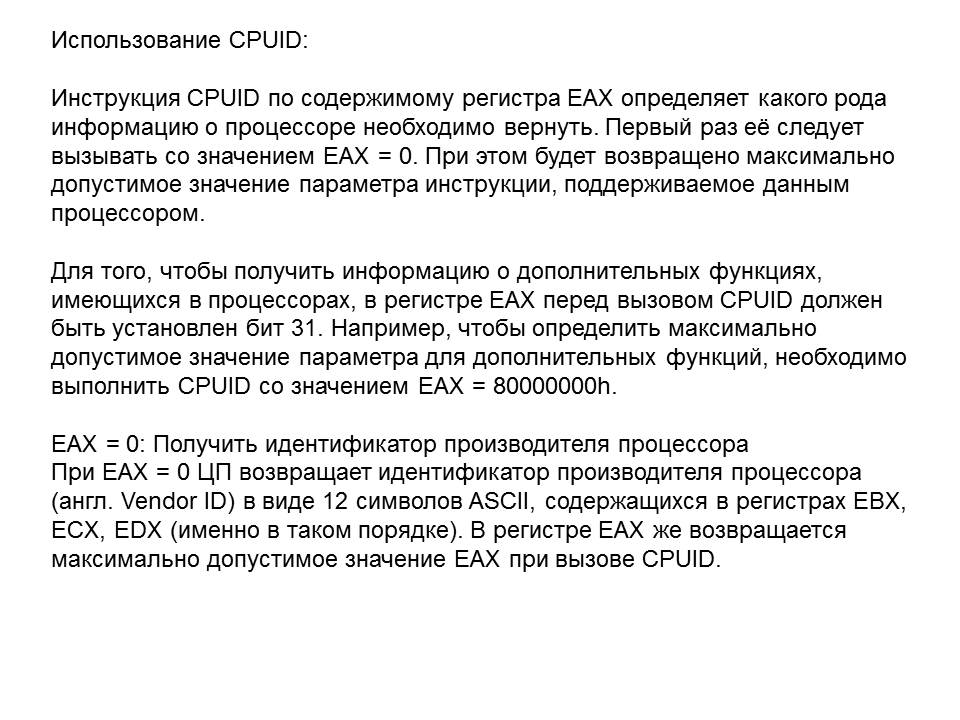 Использование CPUID:
Инструкция CPUID по содержимому регистра EAX определяет какого рода
информацию о процессоре необходимо вернуть. Первый раз её следует
вызывать со значением EAX = 0. При этом будет возвращено максимально
допустимое значение параметра инструкции, поддерживаемое данным
процессором.
Для того, чтобы получить информацию о дополнительных функциях,
имеющихся в процессорах, в регистре EAX перед вызовом CPUID должен
быть установлен бит 31. Например, чтобы определить максимально
допустимое значение параметра для дополнительных функций, необходимо
выполнить CPUID со значением EAX = 80000000h.
EAX = 0: Получить идентификатор производителя процессора
При EAX = 0 ЦП возвращает идентификатор производителя процессора
(англ. Vendor ID) в виде 12 символов ASCII, содержащихся в регистрах EBX,
ECX, EDX (именно в таком порядке). В регистре EAX же возвращается
максимально допустимое значение EAX при вызове CPUID.